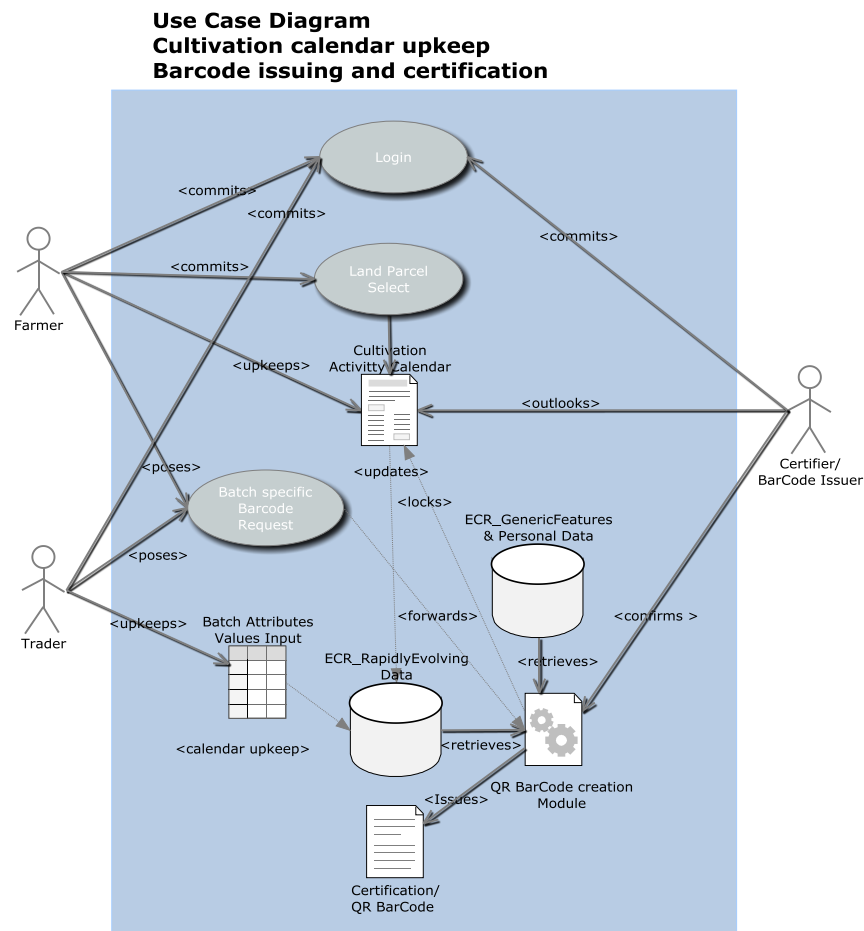 Use Case Diagram
Cultivation calendar upkeep
Barcode issuing and certification
Login
<commits>
<commits>
<commits>
<commits>
Land Parcel
Select
Farmer
Cultivation
Activitty Calendar
<upkeeps>
<outlooks>
Certifier/
BarCode Issuer
<poses>
<updates>
Batch specific
Barcode
Request
<locks>
ECR_GenericFeatures
& Personal Data
<poses>
Trader
<upkeeps>
Batch Attributes
Values Input
<forwards>
<confirms >
ECR_RapidlyEvolving
Data
<retrieves>
<calendar upkeep>
<retrieves>
QR BarCode creation
Module
<Issues>
Certification/
QR BarCode